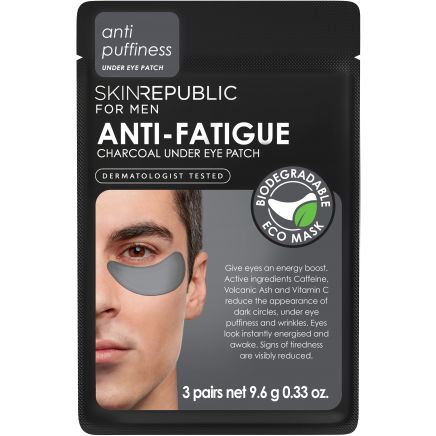 anti
puffiness
UNDER EYE PATCH
SKINREPUBLIC
FOR MEN
ANTI-FATIGUE
CHARCOAL UNDER EYE PATCH
DERMATOLOGIST TESTED
BIODEGRADABLE
ECO MASK
Give eyes an energy boost.
Active ingredients Caffeine,
Volcanic Ash and Vitamin C
reduce the appearance of
dark circles, under eye
puffiness and wrinkles. Eyes
look instantly energised and
awake. Signs of tiredness
are visibly reduced.
3 pairs net 9.6 g 0.33 oz.